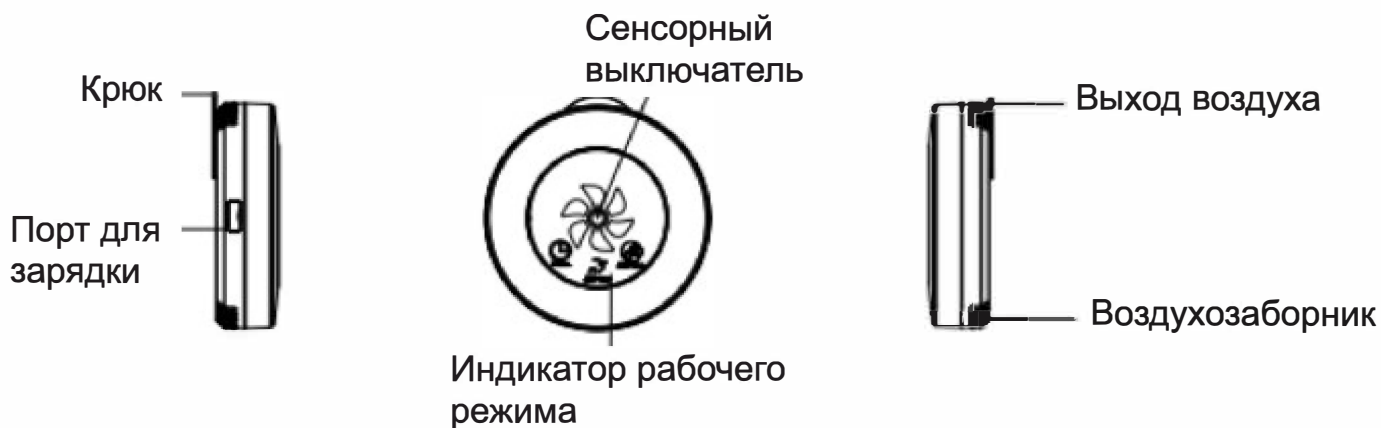 Крюк
Порт для
зарядки
Сенсорный
выключатель
Индикатор рабочего
режима
Выход воздуха
Воздухозаборник